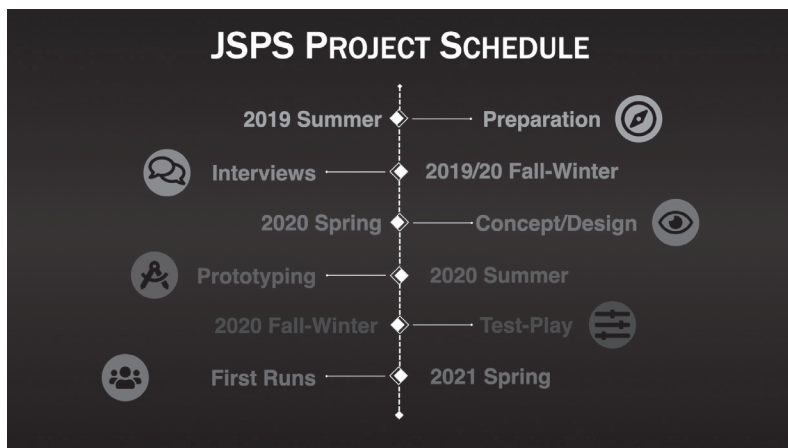 JSPS PROJECT SCHEDULE
2019 Summer Preparation
Interviews 2019/20 Fall-Winter
2020 Spring Concept/Design
Prototyping 2020 Summer
2020 Fall-Winter Test-Play
First Runs 2021 Spring